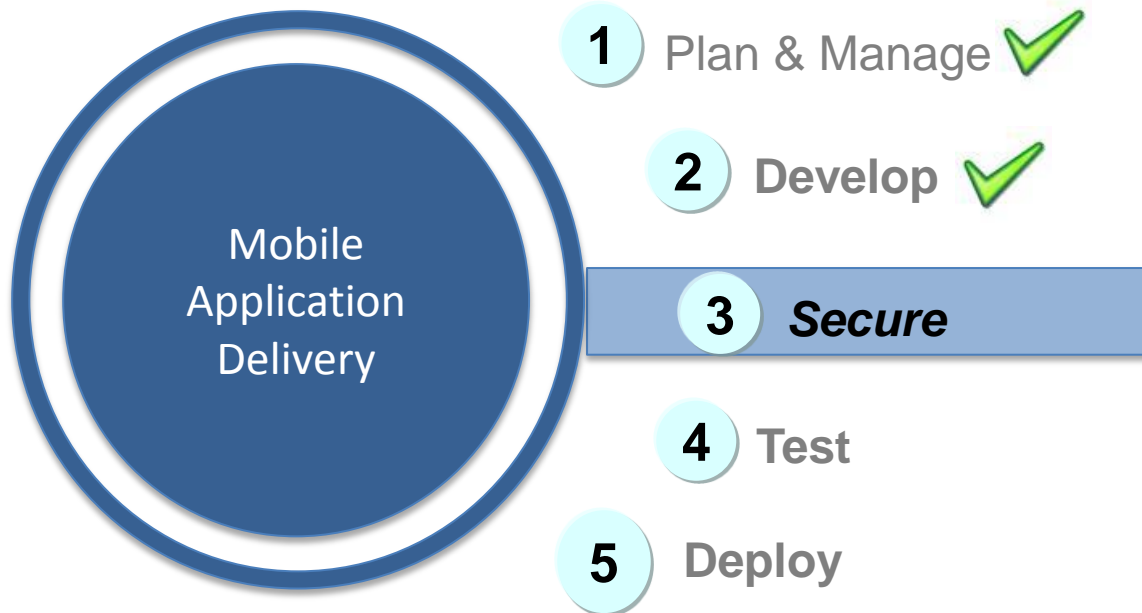 Mobile
Application
Delivery
1 Plan & Manage
2 Develop
3 Secure
4 Test
5 Deploy